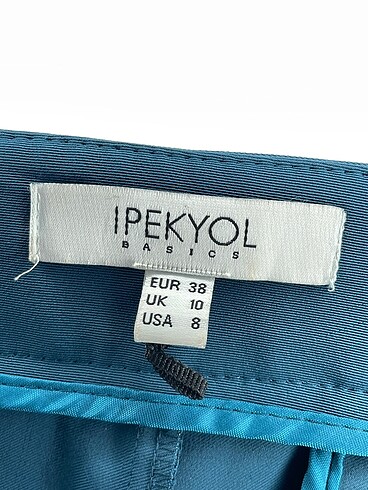 IPEKYOL
BASICS
EUR 38
UK 10
USA 8